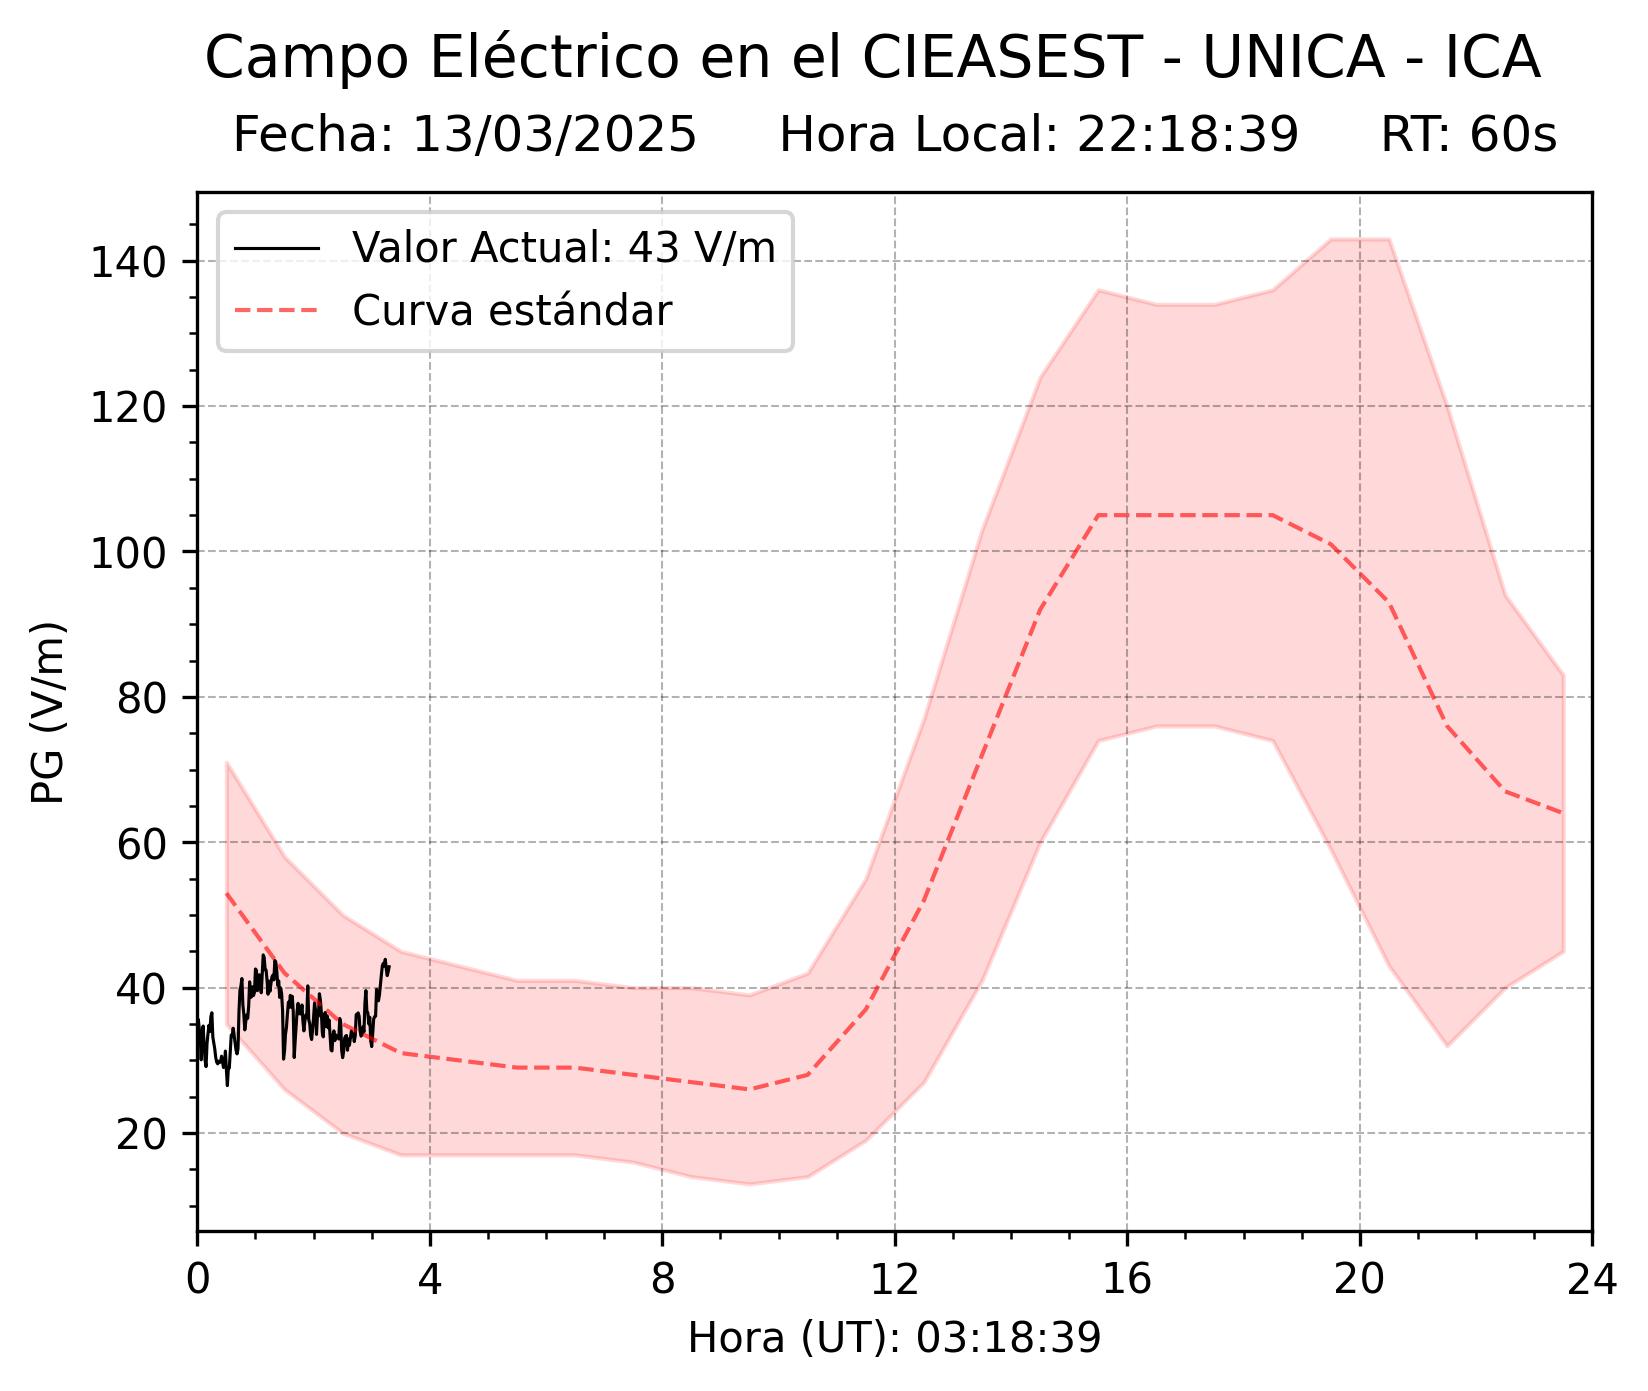 Campo Eléctrico en el CIEASEST - UNICA - ICA
Fecha: 13/03/2025 Hora Local: 22:18:39 RT: 60s
Valor Actual: 43 V/m
Curva estándar
140
120
100
80
60
40
20
PG (V/m)
0 4 8 12 16 20 24
Hora (UT): 03:18:39